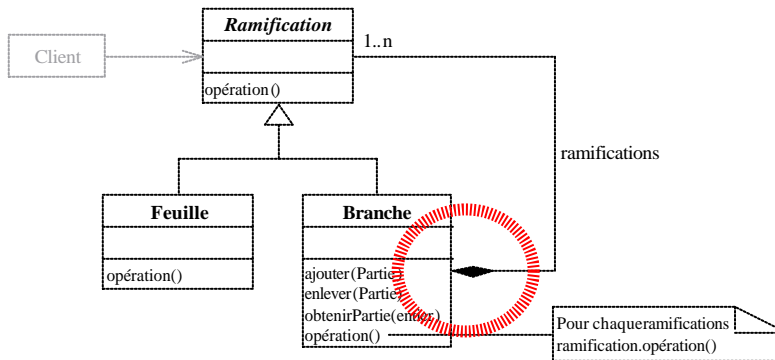 Ramification
1..n
Client
opération()
ramifications
Feuille
Branche
opération()
ajouter(Partie)
enlever(Partie)
obtenirPartie(entier)
opération()
Pour chaqueramifications
ramification.opération()